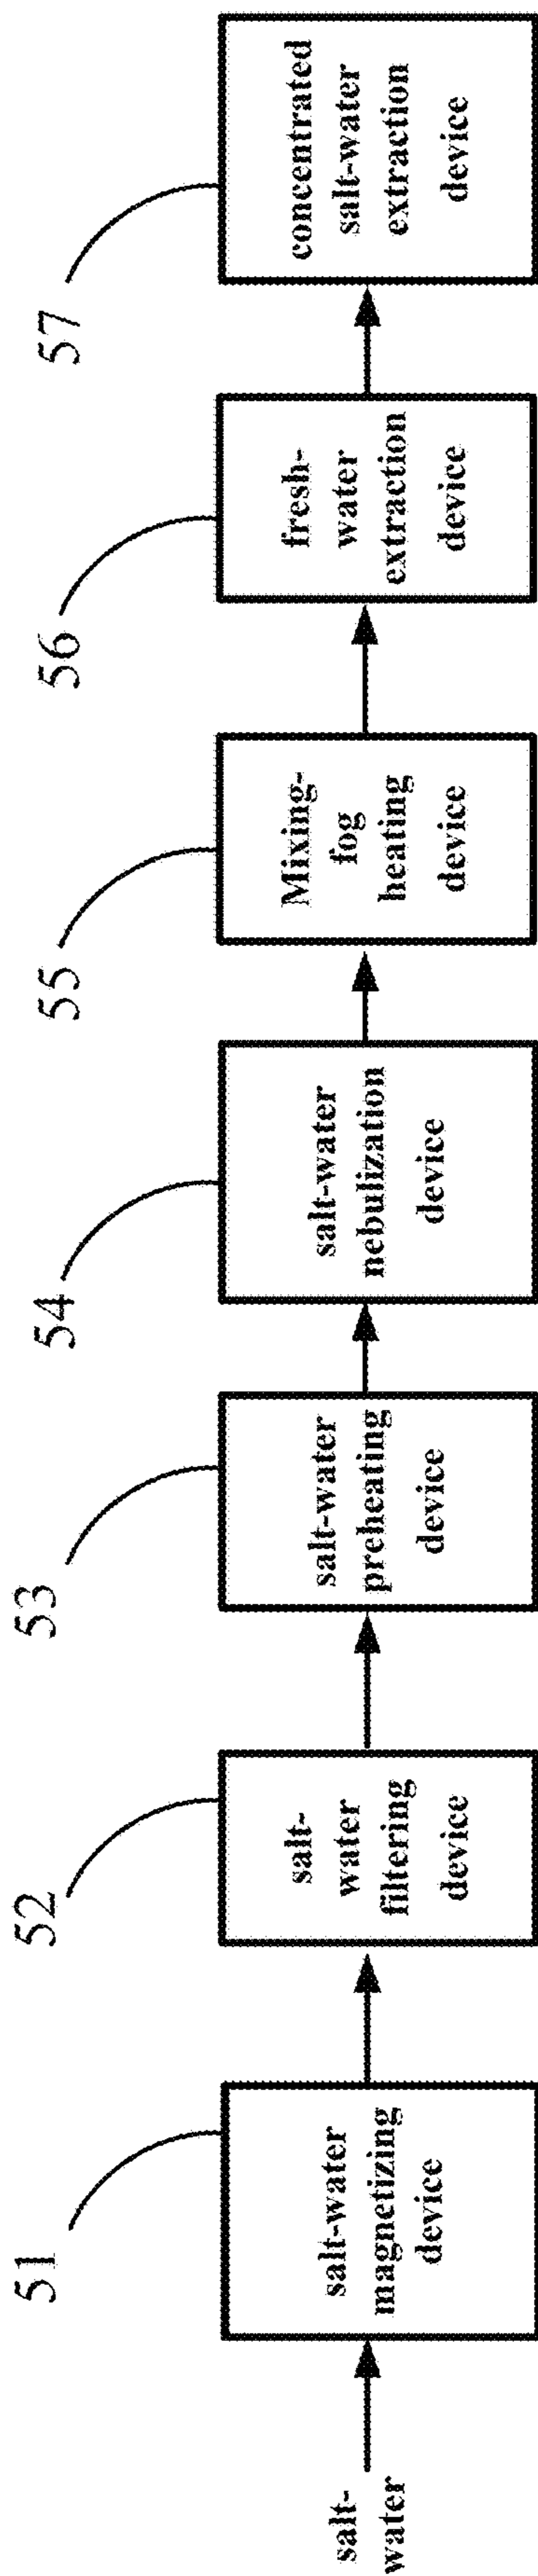 salt-
water
51
salt-water
magnetizing
device
52
salt-
water
filtering
device
53
salt-water
preheating
device
54
salt-water
nebulization
device
55
Mixing-
fog
heating
device
56
fresh-
water
extraction
device
57
concentrated
salt-water
extraction
device